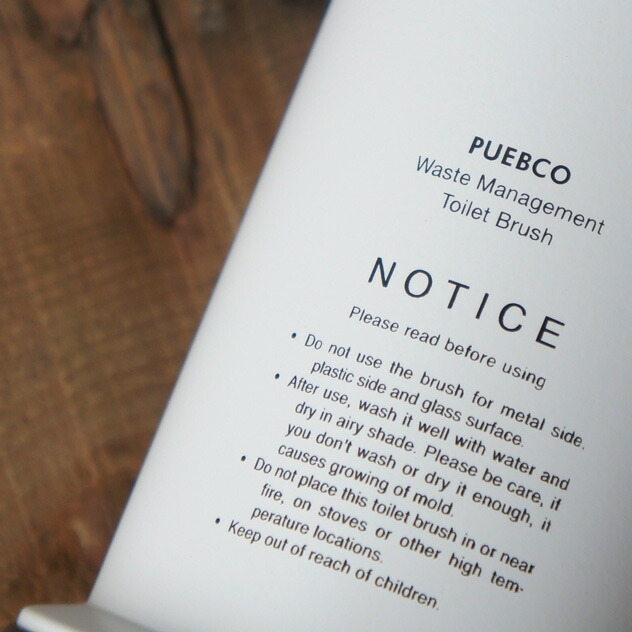 PUEBCO
Waste Management
Toilet Brush
NOTICE
Please read before using
• Do not use the brush for metal side.
plastic side and glass surface.
• After use, wash it well with water and
dry in airy shade. Please be care, if
you don't wash or dry it enough, it
causes growing of mold.
• Do not place this toilet brush in or near
fire, on stoves or other high tem-
perature locations.
• Keep out of reach of children.